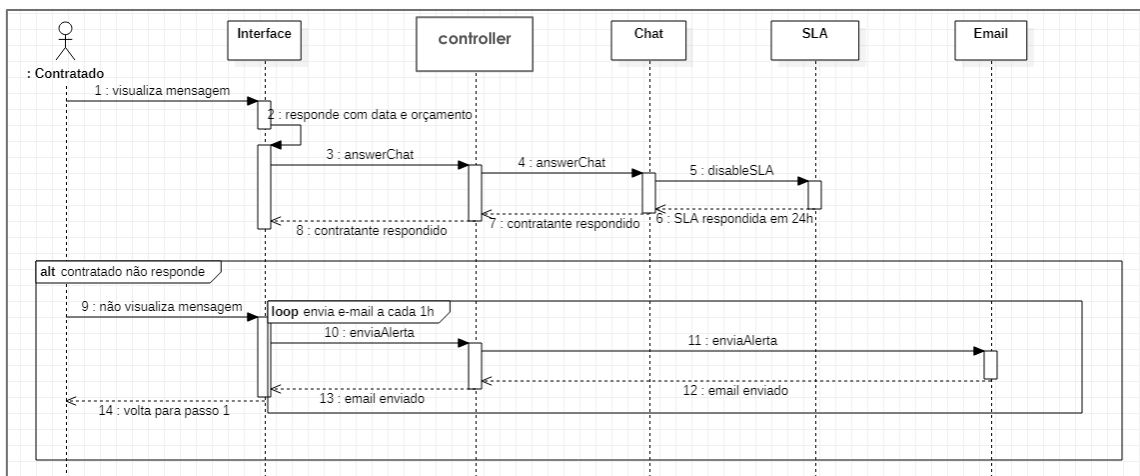 Interface
controller
Chat
SLA
Email
: Contratado
1 : visualiza mensagem
2 : responde com data e orçamento
3 : answerChat
4 : answerChat
5 : disableSLA
6 : SLA respondida em 24h
7 : contratante respondido
8 : contratante respondido
alt contratado não responde
9 : não visualiza mensagem
loop envia e-mail a cada 1h
10 : enviaAlerta
11 : enviaAlerta
12 : email enviado
13 : email enviado
14 : volta para passo 1